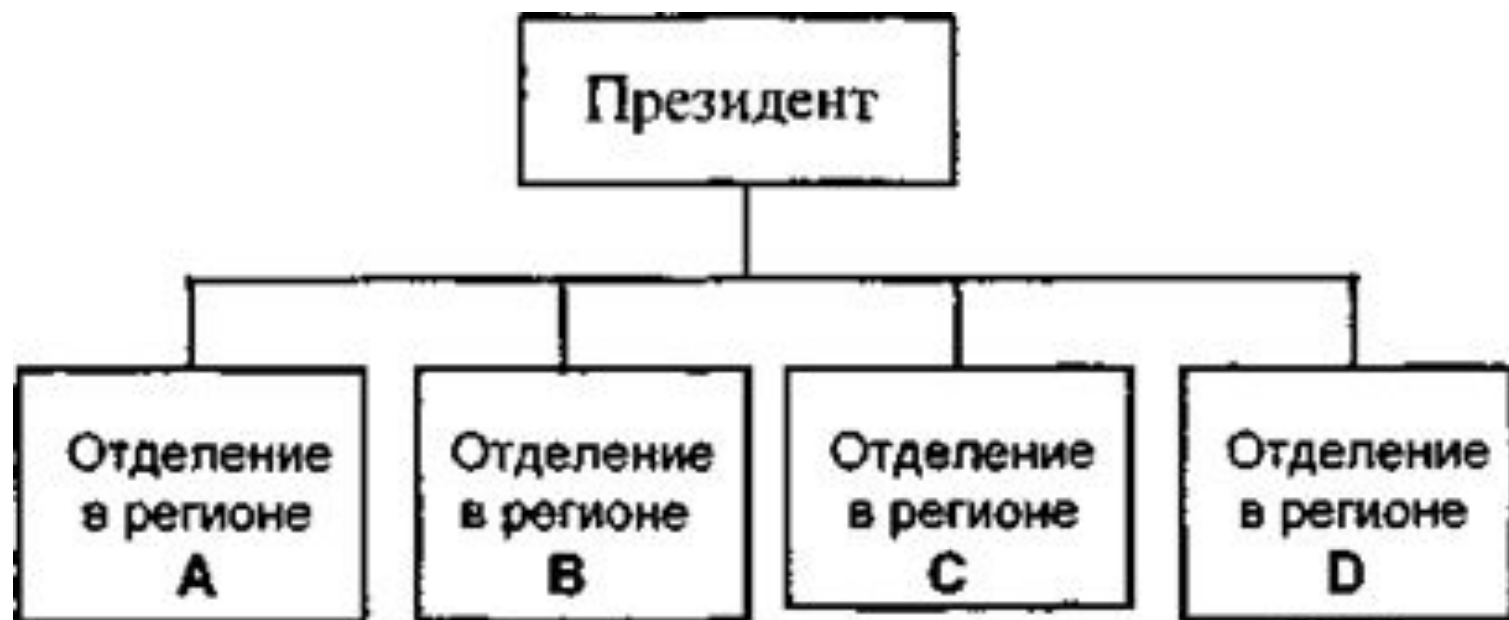 Президент
Отделение
в регионе
A
Отделение
в регионе
B
Отделение
в регионе
C
Отделение
в регионе
D